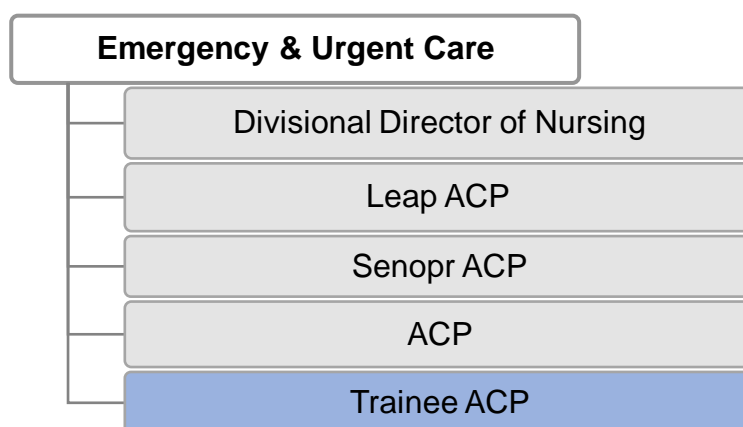 Emergency & Urgent Care
Divisional Director of Nursing
Leap ACP
Senopr ACP
ACP
Trainee ACP